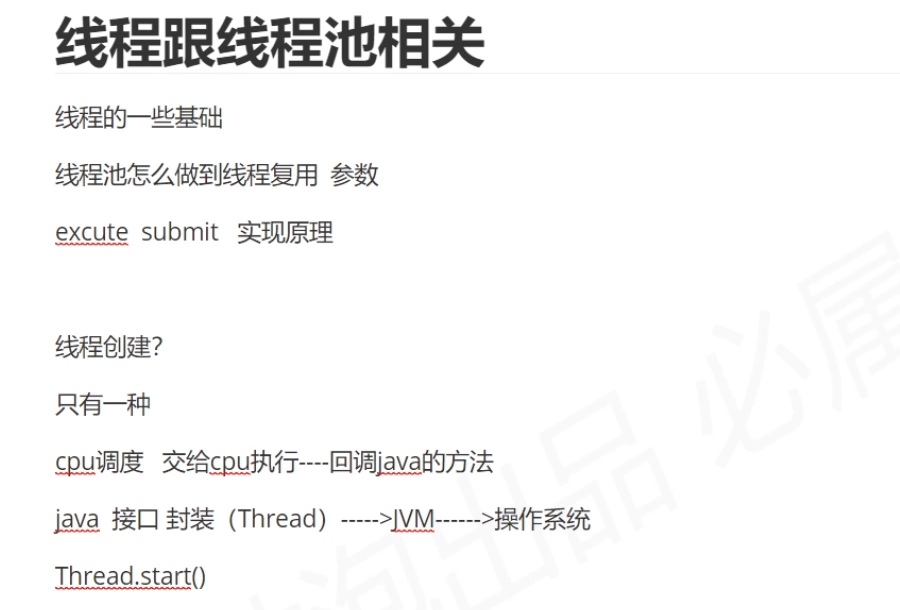 线程跟线程池相关
线程的一些基础
线程池怎么做到线程复用 参数
excute submit 实现原理
线程创建？
只有一种
cpu调度 交给cpu执行----回调java的方法
java 接口 封装（Thread）----->JVM------>操作系统
Thread.start()
出品 必属